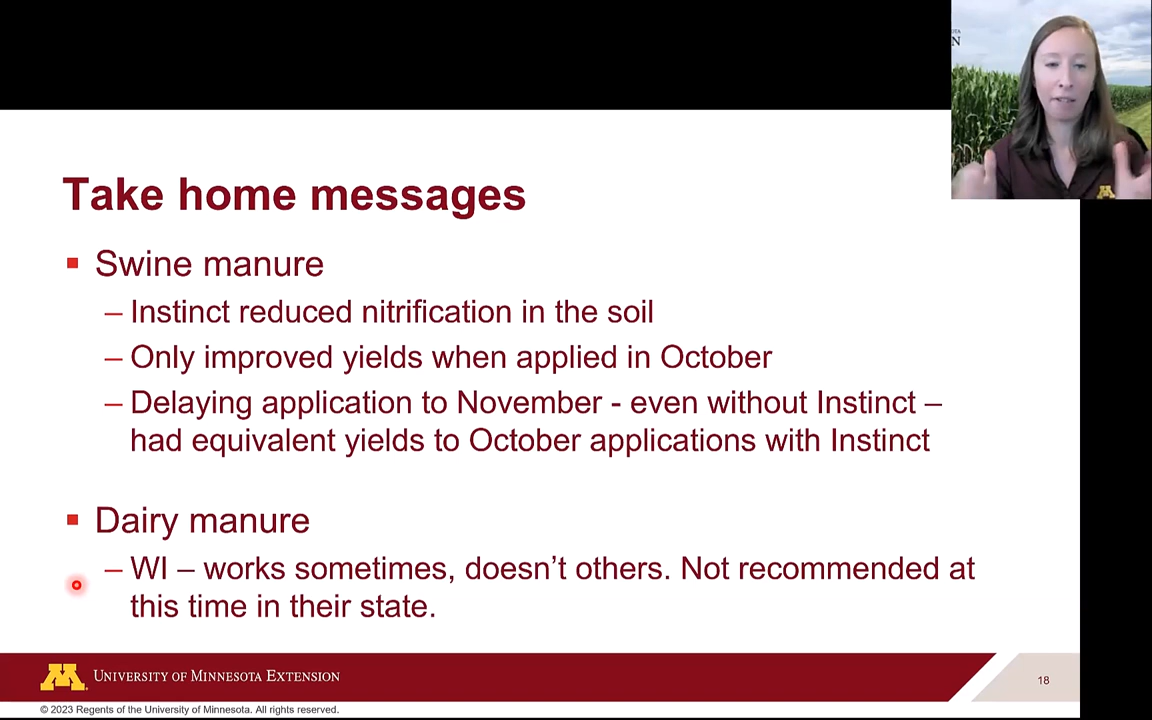 Take home messages
Swine manure
– Instinct reduced nitrification in the soil
– Only improved yields when applied in October
– Delaying application to November - even without Instinct –
had equivalent yields to October applications with Instinct
Dairy manure
– WI – works sometimes, doesn't others. Not recommended at
this time in their state.
UNIVERSITY OF MINNESOTA EXTENSION
18
© 2023 Regents of the University of Minnesota. All rights reserved.